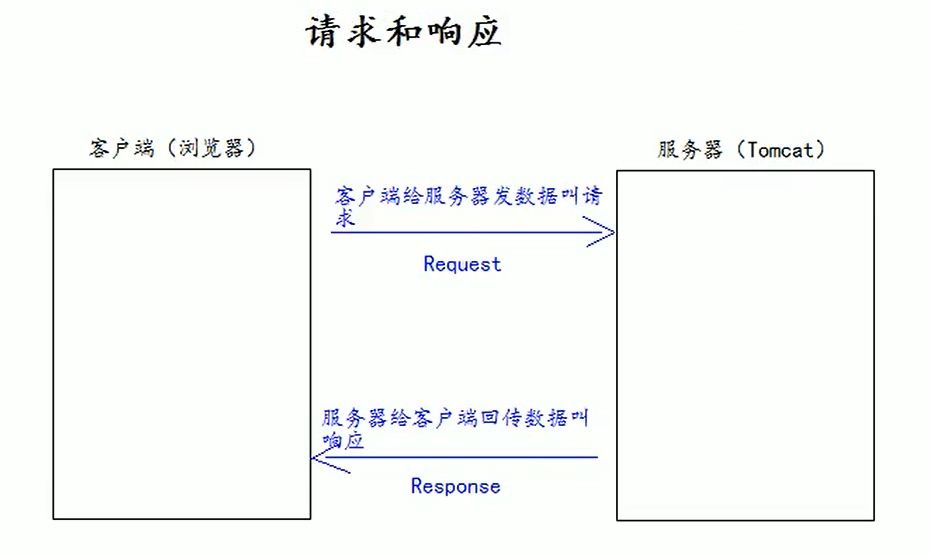 请求和响应
客户端（浏览器）
服务器（Tomcat）
客户端给服务器发数据叫请
求
Request
服务器给客户端回传数据叫
响应
Response